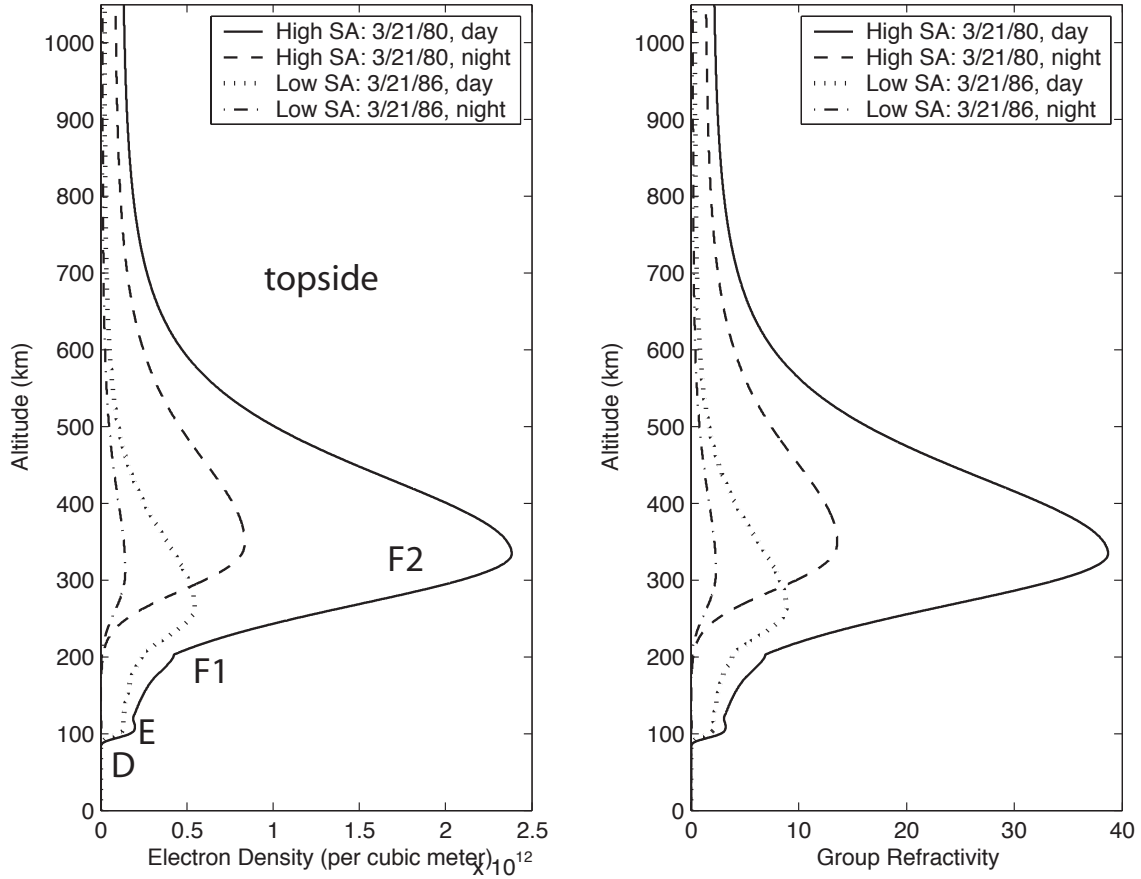 High SA: 3/21/80, day
High SA: 3/21/80, night
Low SA: 3/21/86, day
Low SA: 3/21/86, night
1000
900
800
700
600
500
400
300
200
100
0
Altitude (km)
topside
F2
F1
E
D
0
0.5
1
1.5
2
2.5
Electron Density (per cubic meter)
x 10^12
High SA: 3/21/80, day
High SA: 3/21/80, night
Low SA: 3/21/86, day
Low SA: 3/21/86, night
1000
900
800
700
600
500
400
300
200
100
0
Altitude (km)
0
10
20
30
40
Group Refractivity